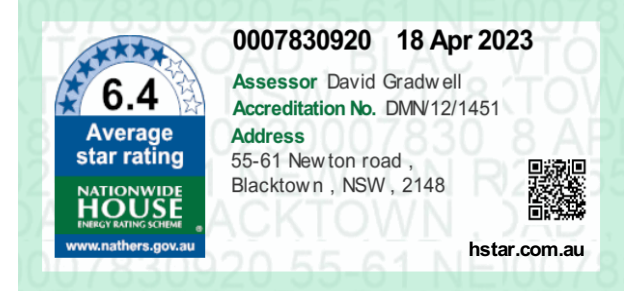 0007830920 18 Apr 2023
6.4
Average
star rating
NATIONWIDE
HOUSE
ENERGY RATING SCHEME ®
www.nathers.gov.au
Assessor David Gradwell
Accreditation No. DMN/12/1451
Address
55-61 Newton road ,
Blacktown , NSW , 2148
hstar.com.au